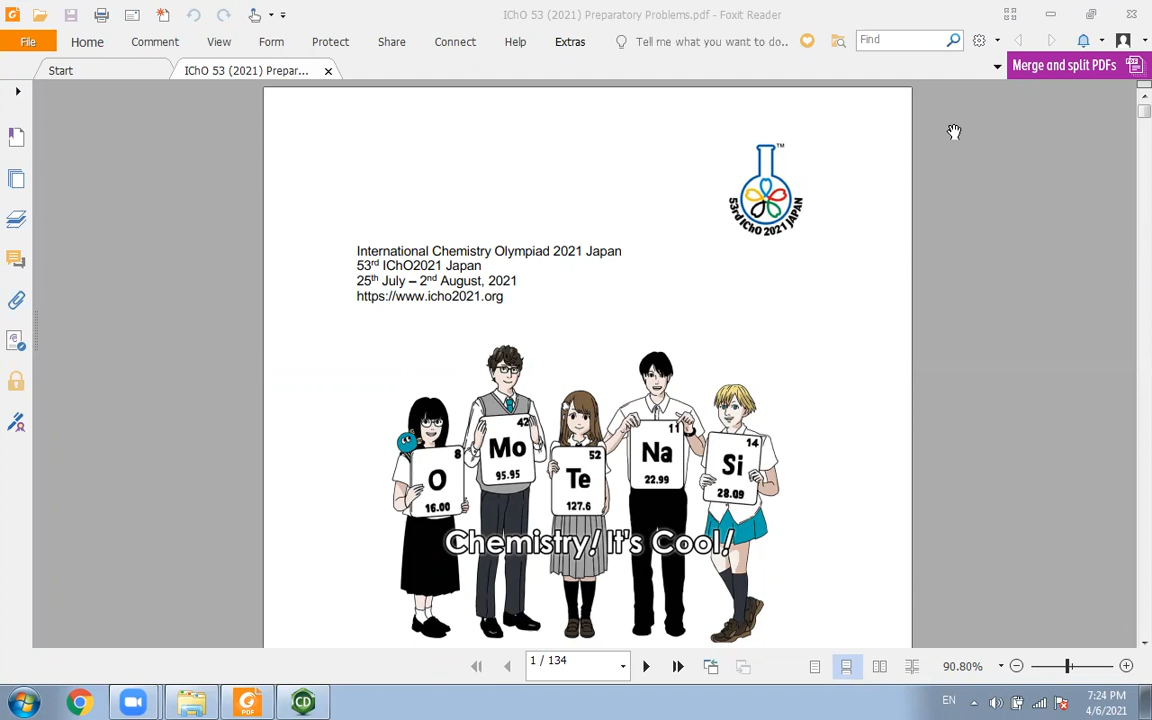 IChO 53 (2021) Preparatory Problems.pdf - Foxit Reader
File Home Comment View Form Protect Share Connect Help Extras Tell me what you want to do.. Find
Start IChO 53 (2021) Prepar... Merge and split PDFs
™
53rd IChO 2021 JAPAN
International Chemistry Olympiad 2021 Japan
53rd IChO2021 Japan
25th July – 2nd August, 2021
https://www.icho2021.org
8
O
16.00
42
Mo
95.95
52
Te
127.6
11
Na
22.99
14
Si
28.09
Chemistry! It's Cool!
1 / 134 90.80%
PDF CD EN 7:24 PM
4/6/2021